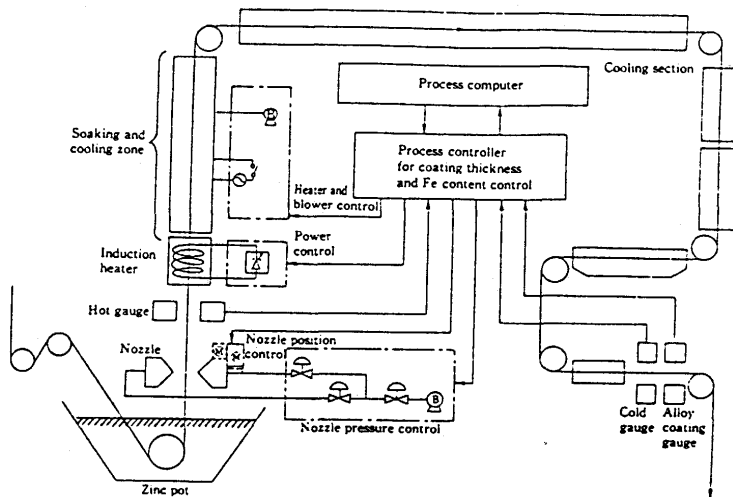 Cooling section
Process computer
Soaking and
cooling zone
Process controller
for coating thickness
and Fe content control
B
Heater and
blower control
Induction
heater
Power
control
Hot gauge
Nozzle
Nozzle position
control
B
Nozzle pressure control
Cold
gauge
Alloy
coating
gauge
Zinc pot